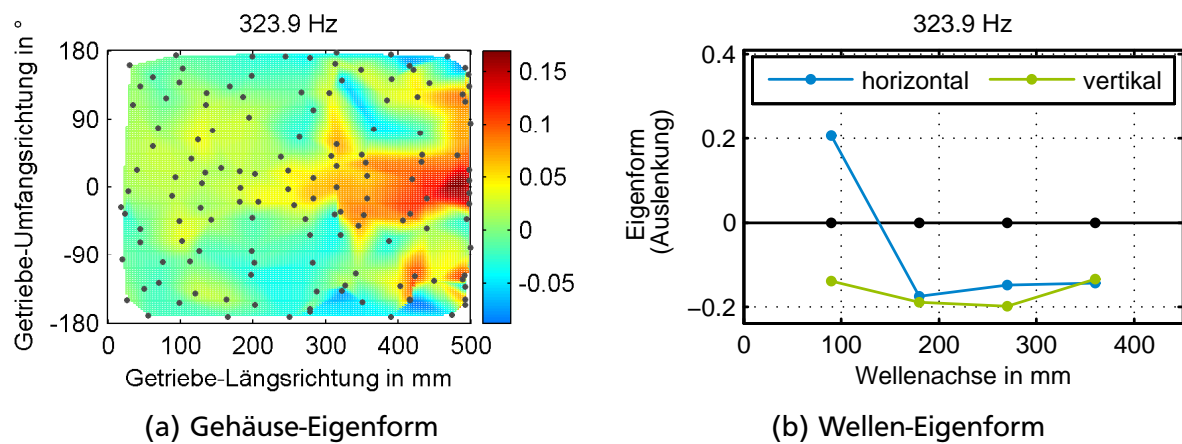 323.9 Hz
Getriebe-Umfangsrichtung in °
180
90
0
-90
-180
0 100 200 300 400 500
Getriebe-Längsrichtung in mm
0.15
0.1
0.05
0
-0.05
(a) Gehäuse-Eigenform
323.9 Hz
Eigenform
(Auslenkung)
0.4
0.2
0
−0.2
horizontal vertikal
0 100 200 300 400
Wellenachse in mm
(b) Wellen-Eigenform